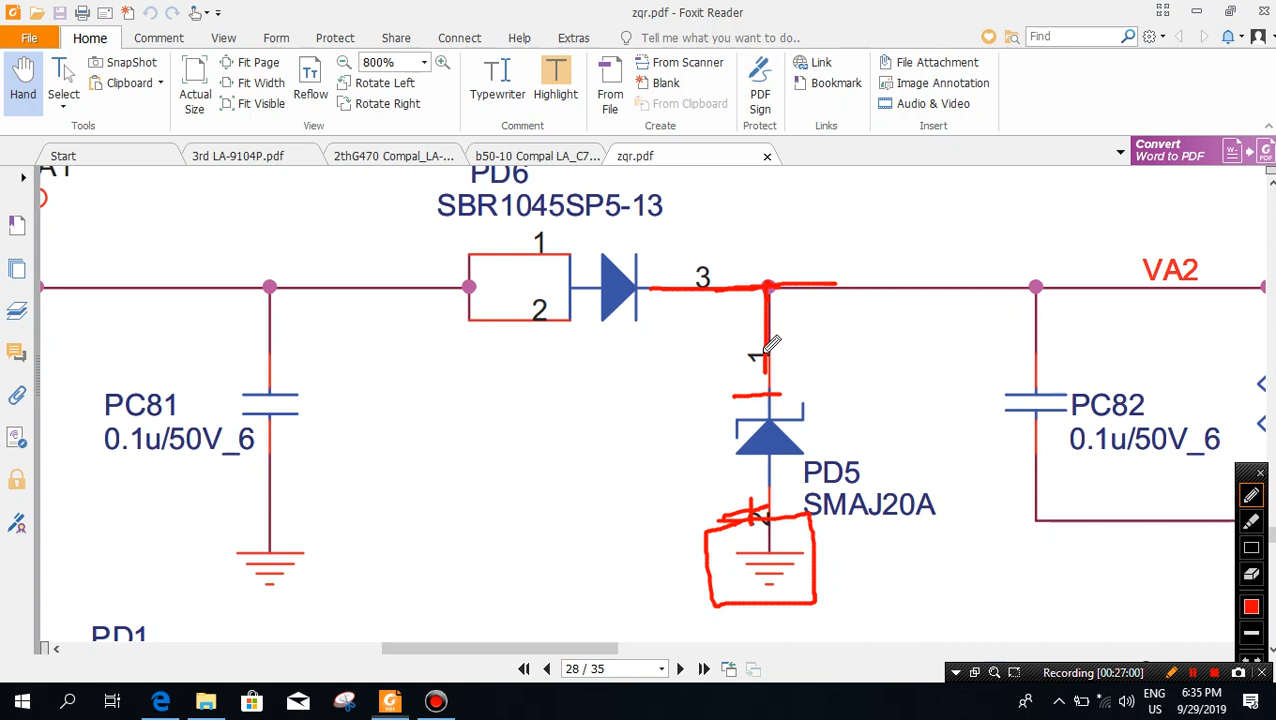 zqr.pdf - Foxit Reader
File Home Comment View Form Protect Share Connect Help Extras Tell me what you want to do... Find
Hand
Select
SnapShot
Clipboard
Tools
Actual Size
Fit Page
Fit Width
Fit Visible
Reflow
800%
Rotate Left
Rotate Right
View
Typewriter
Highlight
Comment
From File
From Scanner
Blank
From Clipboard
Create
PDF Sign
Protect
Link
Bookmark
Links
File Attachment
Image Annotation
Audio & Video
Insert
Start 3rd LA-9104P.pdf 2thG470 Compal_LA-... b50-10 Compal LA_C7... zqr.pdf
Convert
Word to PDF
PD6
SBR1045SP5-13
1
2
3
VA2
1
PC81
0.1u/50V_6
PC82
0.1u/50V_6
PD5
SMAJ20A
2
PD1
28 / 35
Recording [00:27:00]
ENG
US
6:35 PM
9/29/2019